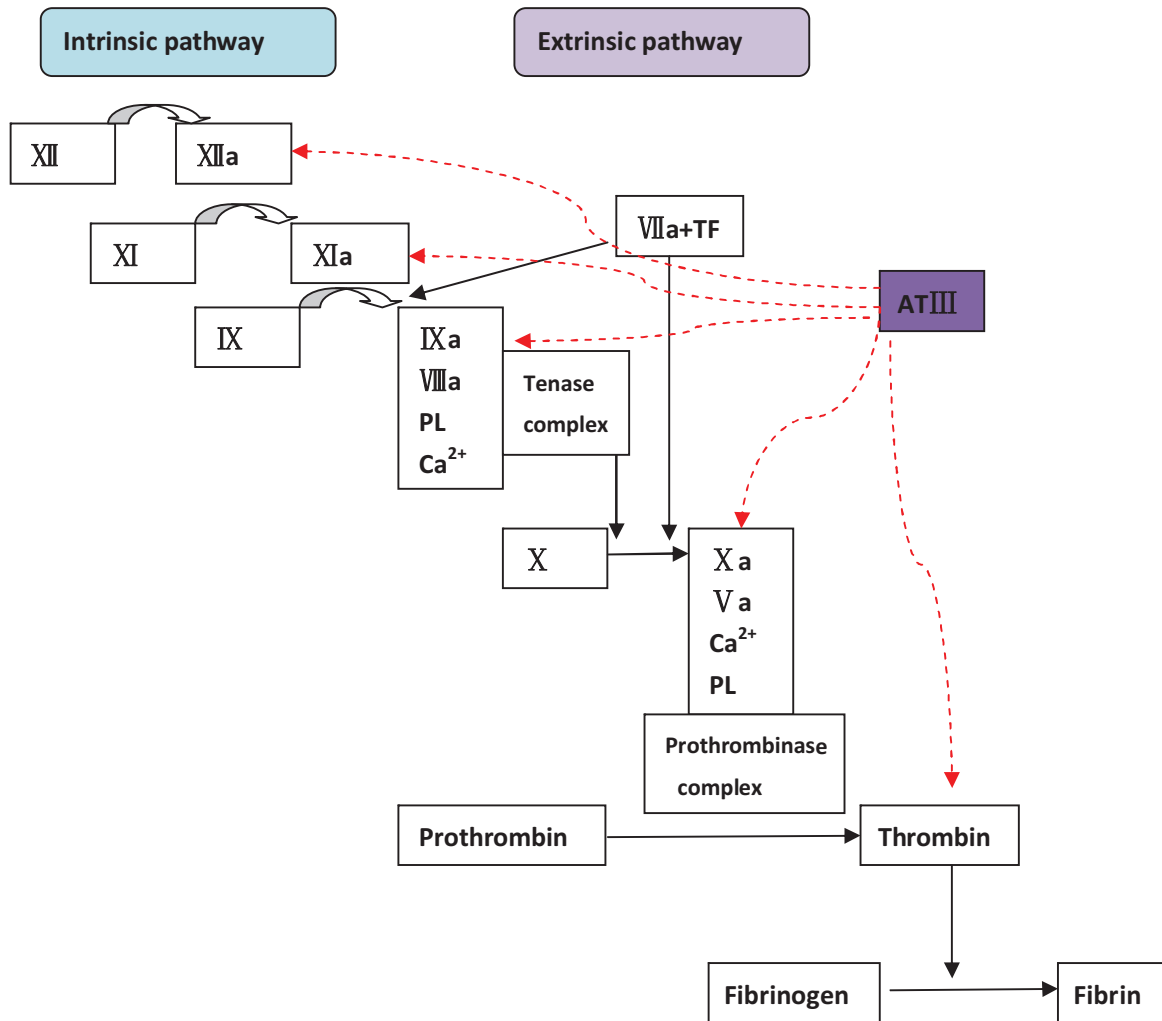 Intrinsic pathway
Extrinsic pathway
Ⅻ
Ⅻa
Ⅶa+TF
Ⅺ
Ⅺa
ATⅢ
Ⅸ
Ⅸa
Ⅷa
PL
Ca²⁺
Tenase
complex
Ⅹ
Ⅹa
Ⅴa
Ca²⁺
PL
Prothrombinase
complex
Prothrombin
Thrombin
Fibrinogen
Fibrin